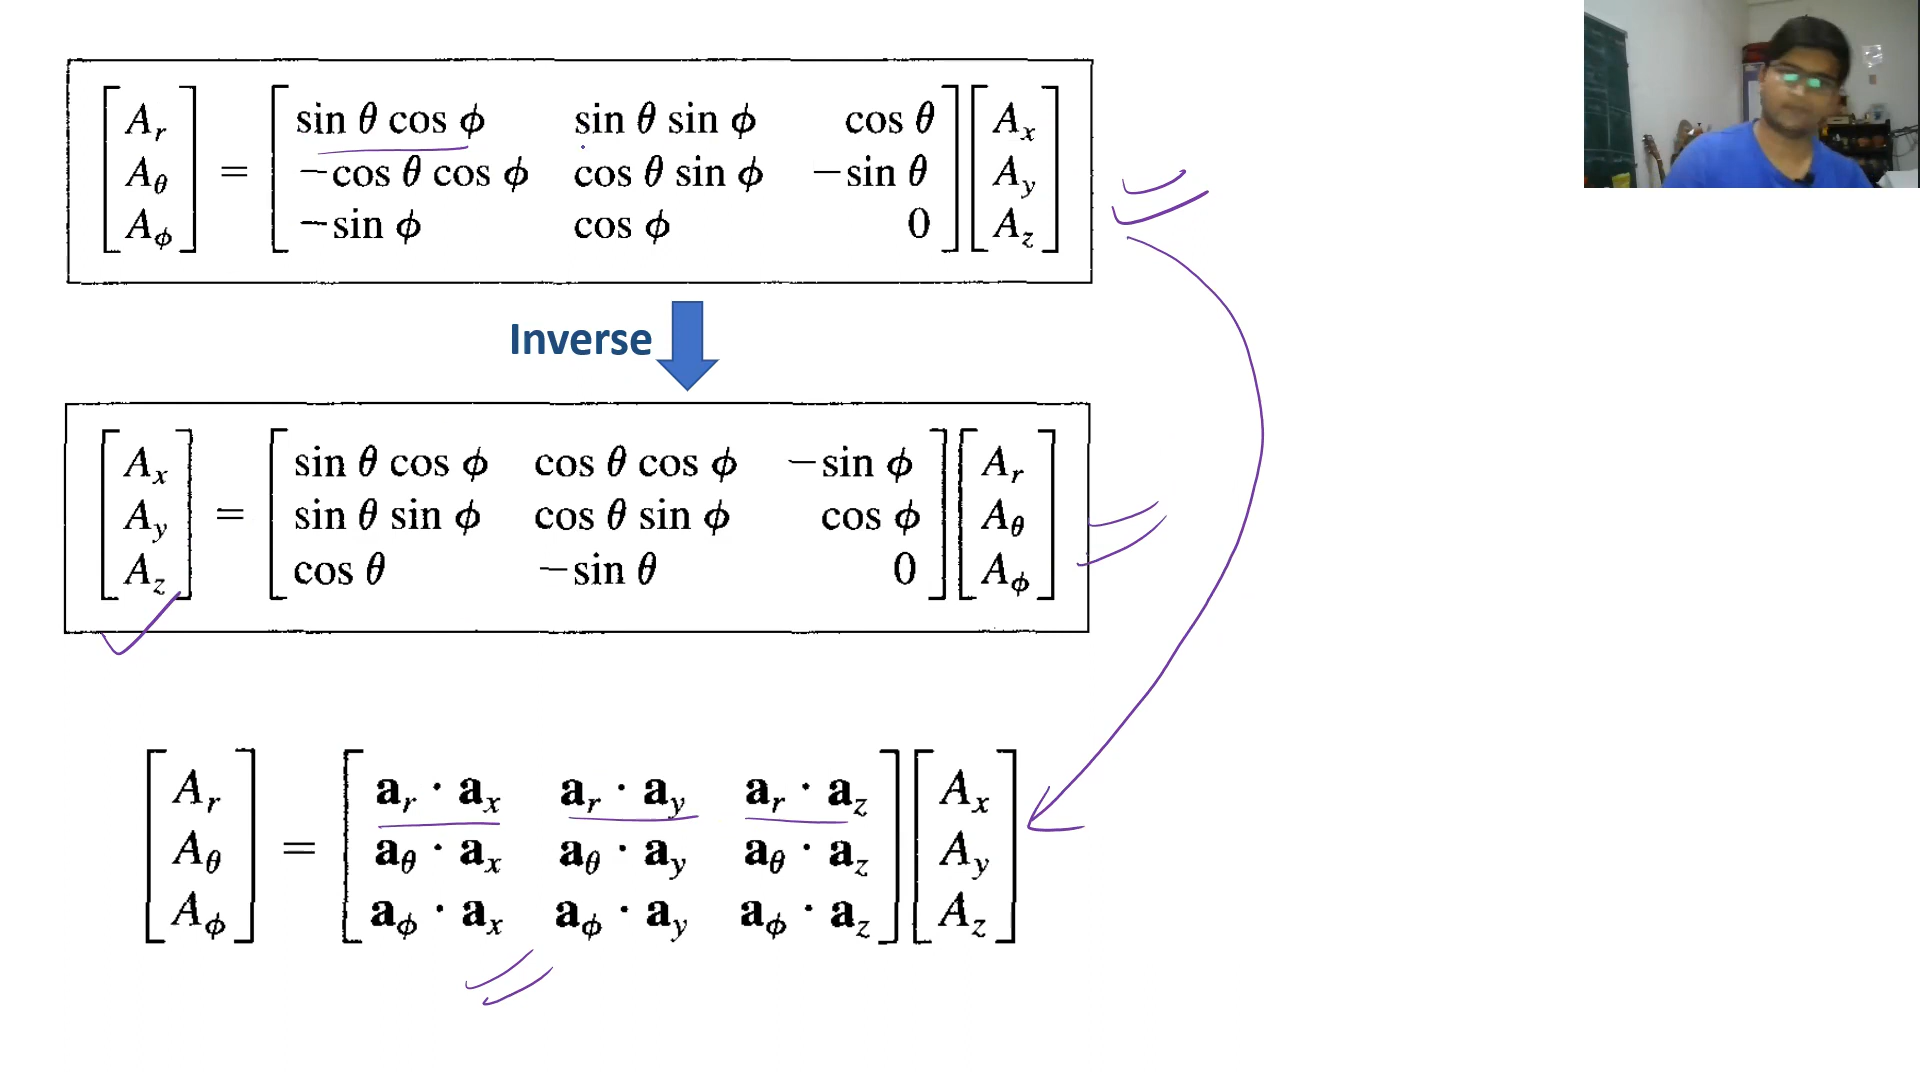 [A_r] = [sin θ cos ϕ  sin θ sin ϕ  cos θ] [A_x]
[A_θ] = [−cos θ cos ϕ  cos θ sin ϕ  −sin θ] [A_y]
[A_ϕ] = [−sin ϕ  cos ϕ  0] [A_z]
Inverse
[A_x] = [sin θ cos ϕ  cos θ cos ϕ  −sin ϕ] [A_r]
[A_y] = [sin θ sin ϕ  cos θ sin ϕ  cos ϕ] [A_θ]
[A_z] = [cos θ  −sin θ  0] [A_ϕ]
[A_r] = [a_r · a_x  a_r · a_y  a_r · a_z] [A_x]
[A_θ] = [a_θ · a_x  a_θ · a_y  a_θ · a_z] [A_y]
[A_ϕ] = [a_ϕ · a_x  a_ϕ · a_y  a_ϕ · a_z] [A_z]